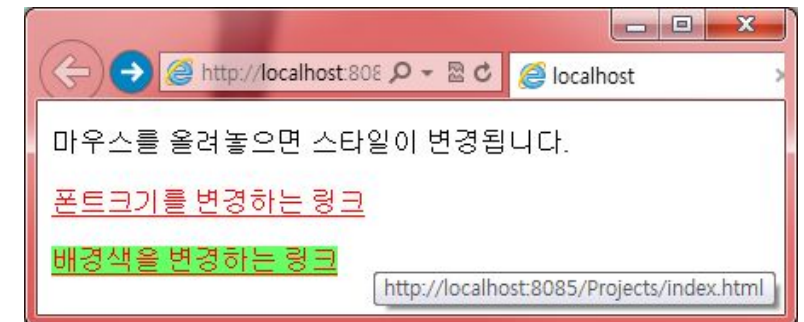 http://localhost:808
localhost
마우스를 올려놓으면 스타일이 변경됩니다.
폰트크기를 변경하는 링크
배경색을 변경하는 링크
http://localhost:8085/Projects/index.html